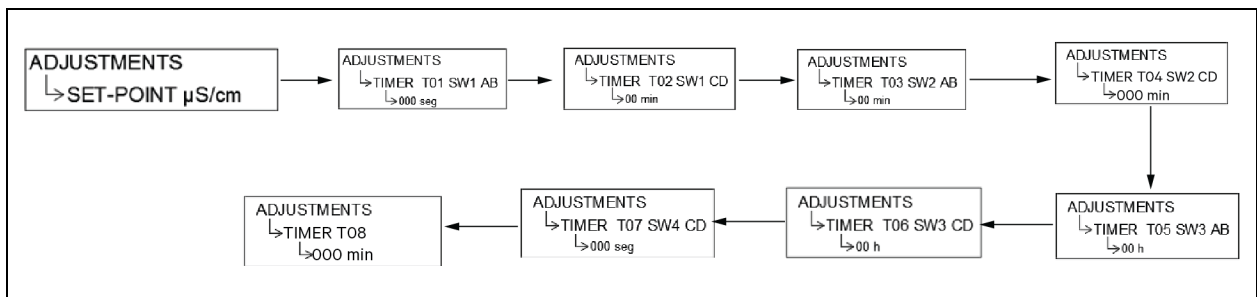 ADJUSTMENTS
SET-POINT µS/cm
ADJUSTMENTS
TIMER T01 SW1 AB
000 seg
ADJUSTMENTS
TIMER T02 SW1 CD
00 min
ADJUSTMENTS
TIMER T03 SW2 AB
00 min
ADJUSTMENTS
TIMER T04 SW2 CD
000 min
ADJUSTMENTS
TIMER T05 SW3 AB
00 h
ADJUSTMENTS
TIMER T06 SW3 CD
00 h
ADJUSTMENTS
TIMER T07 SW4 CD
000 seg
ADJUSTMENTS
TIMER T08
000 min